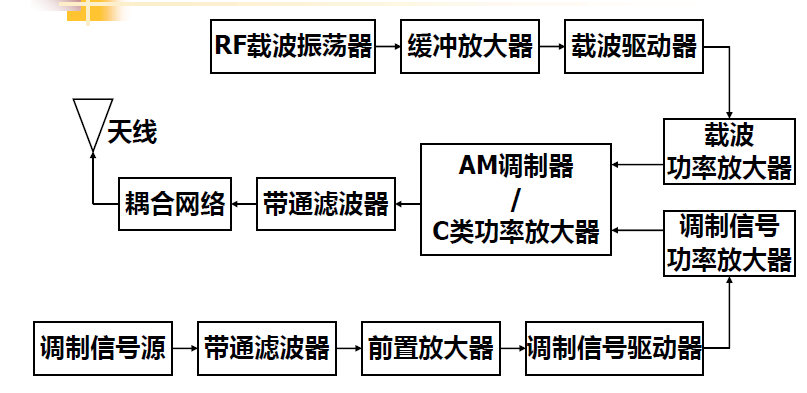 RF载波振荡器
缓冲放大器
载波驱动器
天线
载波
功率放大器
AM调制器
/
C类功率放大器
带通滤波器
耦合网络
调制信号
功率放大器
调制信号源
带通滤波器
前置放大器
调制信号驱动器